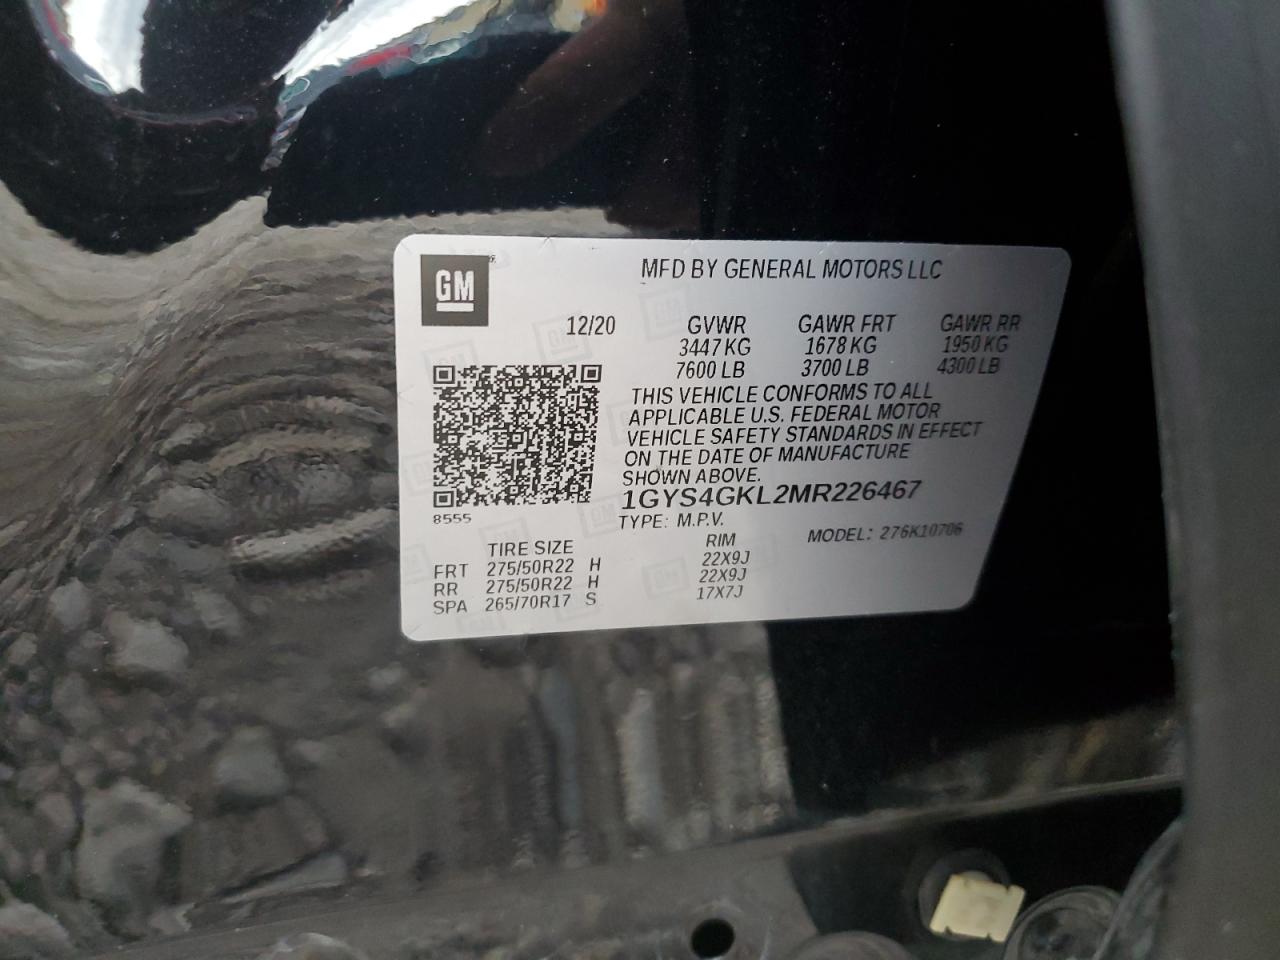 GM
MFD BY GENERAL MOTORS LLC
12/20 GVWR GAWR FRT GAWR RR
3447 KG 1678 KG 1950 KG
7600 LB 3700 LB 4300 LB
THIS VEHICLE CONFORMS TO ALL
APPLICABLE U.S. FEDERAL MOTOR
VEHICLE SAFETY STANDARDS IN EFFECT
ON THE DATE OF MANUFACTURE
SHOWN ABOVE.
1GYS4GKL2MR226467
8555
TYPE: M.P.V. MODEL: 276K10706
TIRE SIZE RIM
FRT 275/50R22 H 22X9J
RR 275/50R22 H 22X9J
SPA 265/70R17 S 17X7J